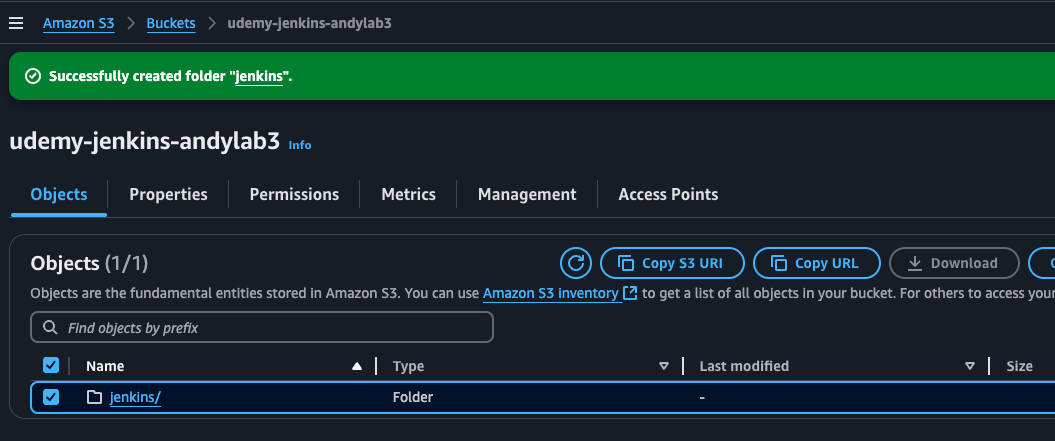 Amazon S3 > Buckets > udemy-jenkins-andylab3
Successfully created folder "jenkins".
udemy-jenkins-andylab3 Info
Objects Properties Permissions Metrics Management Access Points
Objects (1/1) Copy S3 URI Copy URL Download
Objects are the fundamental entities stored in Amazon S3. You can use Amazon S3 inventory to get a list of all objects in your bucket. For others to access your
Find objects by prefix
Name Type Last modified Size
jenkins/ Folder -